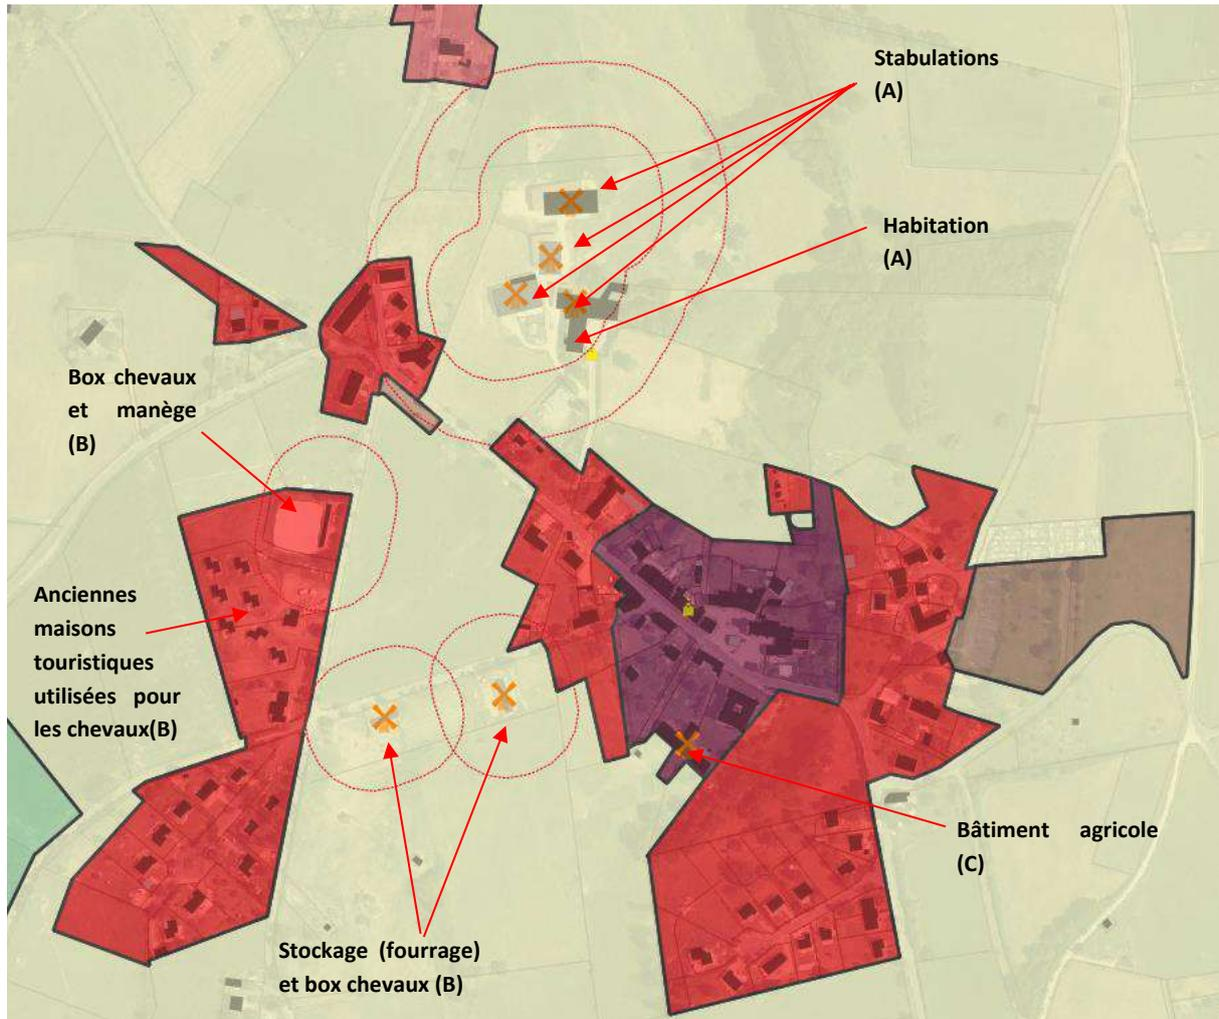 Stabulations
(A)
Habitation
(A)
Box chevaux
et manège
(B)
Anciennes
maisons
touristiques
utilisées pour
les chevaux(B)
Bâtiment agricole
(C)
Stockage (fourrage)
et box chevaux (B)